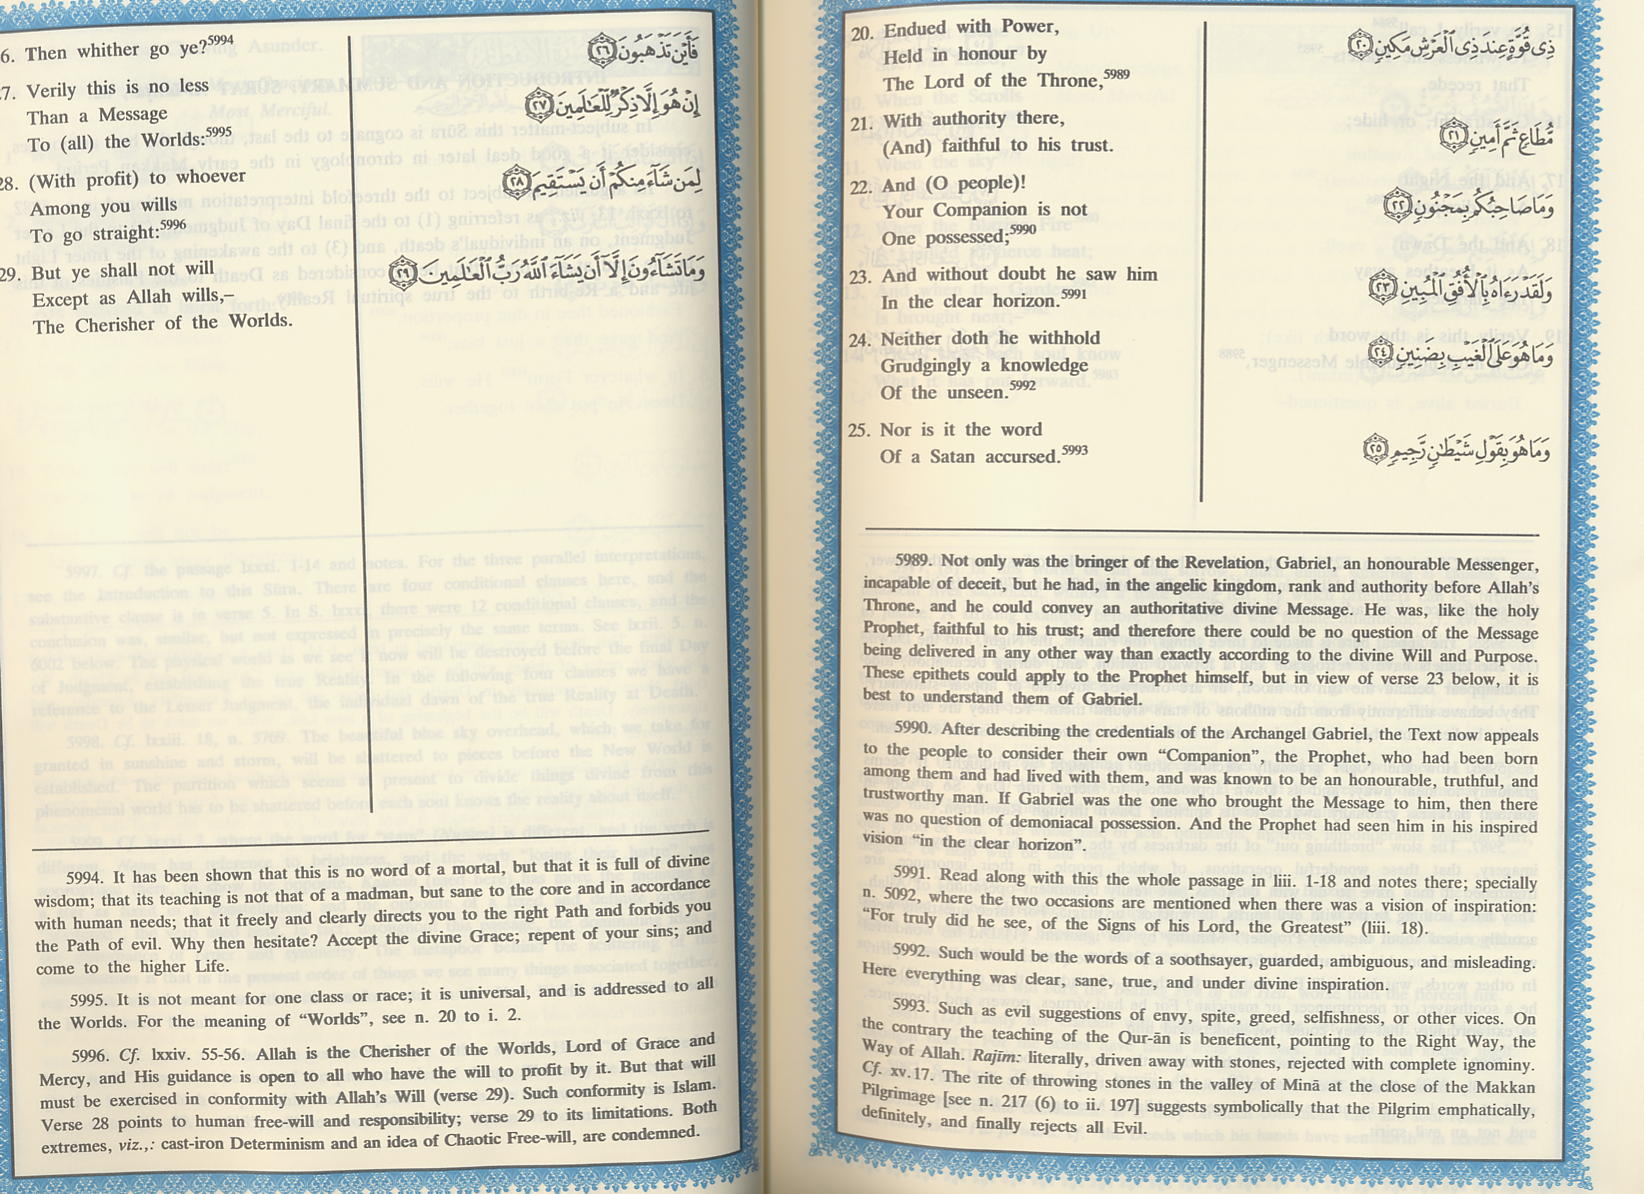 20. Endued with Power,
Held in honour by
The Lord of the Throne,5989
21. With authority there,
(And) faithful to his trust.
22. And (O people)!
Your Companion is not
One possessed;5990
23. And without doubt he saw him
In the clear horizon.5991
24. Neither doth he withhold
Grudgingly a knowledge
Of the unseen.5992
25. Nor is it the word
Of a Satan accursed.5993
ذِى قُوَّةٍ عِندَ ذِى ٱلْعَرْشِ مَكِينٍ ٢٠
مُّطَاعٍ ثَمَّ أَمِينٍ ٢١
وَمَا صَاحِبُكُم بِمَجْنُونٍ ٢٢
وَلَقَدْ رَءَاهُ بِٱلْأُفُقِ ٱلْمُبِينِ ٢٣
وَمَا هُوَ عَلَى ٱلْغَيْبِ بِضَنِينٍ ٢٤
وَمَا هُوَ بِقَوْلِ شَيْطَٰنٍ رَّجِيمٍ ٢٥
5989. Not only was the bringer of the Revelation, Gabriel, an honourable Messenger,
incapable of deceit, but he had, in the angelic kingdom, rank and authority before Allah's
Throne, and he could convey an authoritative divine Message. He was, like the holy
Prophet, faithful to his trust; and therefore there could be no question of the Message
being delivered in any other way than exactly according to the divine Will and Purpose.
These epithets could apply to the Prophet himself, but in view of verse 23 below, it is
best to understand them of Gabriel.
5990. After describing the credentials of the Archangel Gabriel, the Text now appeals
to the people to consider their own “Companion”, the Prophet, who had been born
among them and had lived with them, and was known to be an honourable, truthful, and
trustworthy man. If Gabriel was the one who brought the Message to him, then there
was no question of demoniacal possession. And the Prophet had seen him in his inspired
vision “in the clear horizon”.
5991. Read along with this the whole passage in liii. 1-18 and notes there; specially
n. 5092, where the two occasions are mentioned when there was a vision of inspiration:
“For truly did he see, of the Signs of his Lord, the Greatest” (liii. 18).
5992. Such would be the words of a soothsayer, guarded, ambiguous, and misleading.
Here everything was clear, sane, true, and under divine inspiration.
5993. Such as evil suggestions of envy, spite, greed, selfishness, or other vices. On
the contrary the teaching of the Qur-ān is beneficent, pointing to the Right Way, the
Way of Allah. Rajīm: literally, driven away with stones, rejected with complete ignominy.
Cf. xv. 17. The rite of throwing stones in the valley of Minā at the close of the Makkan
Pilgrimage [see n. 217 (6) to ii. 197] suggests symbolically that the Pilgrim emphatically,
definitely, and finally rejects all Evil.
6. Then whither go ye?5994
7. Verily this is no less
Than a Message
To (all) the Worlds:5995
28. (With profit) to whoever
Among you wills
To go straight:5996
29. But ye shall not will
Except as Allah wills,–
The Cherisher of the Worlds.
فَأَيْنَ تَذْهَبُونَ ٢٦
إِنْ هُوَ إِلَّا ذِكْرٌ لِّلْعَٰلَمِينَ ٢٧
لِمَن شَآءَ مِنكُمْ أَن يَسْتَقِيمَ ٢٨
وَمَا تَشَآءُونَ إِلَّآ أَن يَشَآءَ ٱللَّهُ رَبُّ ٱلْعَٰلَمِينَ ٢٩
5994. It has been shown that this is no word of a mortal, but that it is full of divine
wisdom; that its teaching is not that of a madman, but sane to the core and in accordance
with human needs; that it freely and clearly directs you to the right Path and forbids you
the Path of evil. Why then hesitate? Accept the divine Grace; repent of your sins; and
come to the higher Life.
5995. It is not meant for one class or race; it is universal, and is addressed to all
the Worlds. For the meaning of “Worlds”, see n. 20 to i. 2.
5996. Cf. lxxiv. 55-56. Allah is the Cherisher of the Worlds, Lord of Grace and
Mercy, and His guidance is open to all who have the will to profit by it. But that will
must be exercised in conformity with Allah's Will (verse 29). Such conformity is Islam.
Verse 28 points to human free-will and responsibility; verse 29 to its limitations. Both
extremes, viz.,: cast-iron Determinism and an idea of Chaotic Free-will, are condemned.